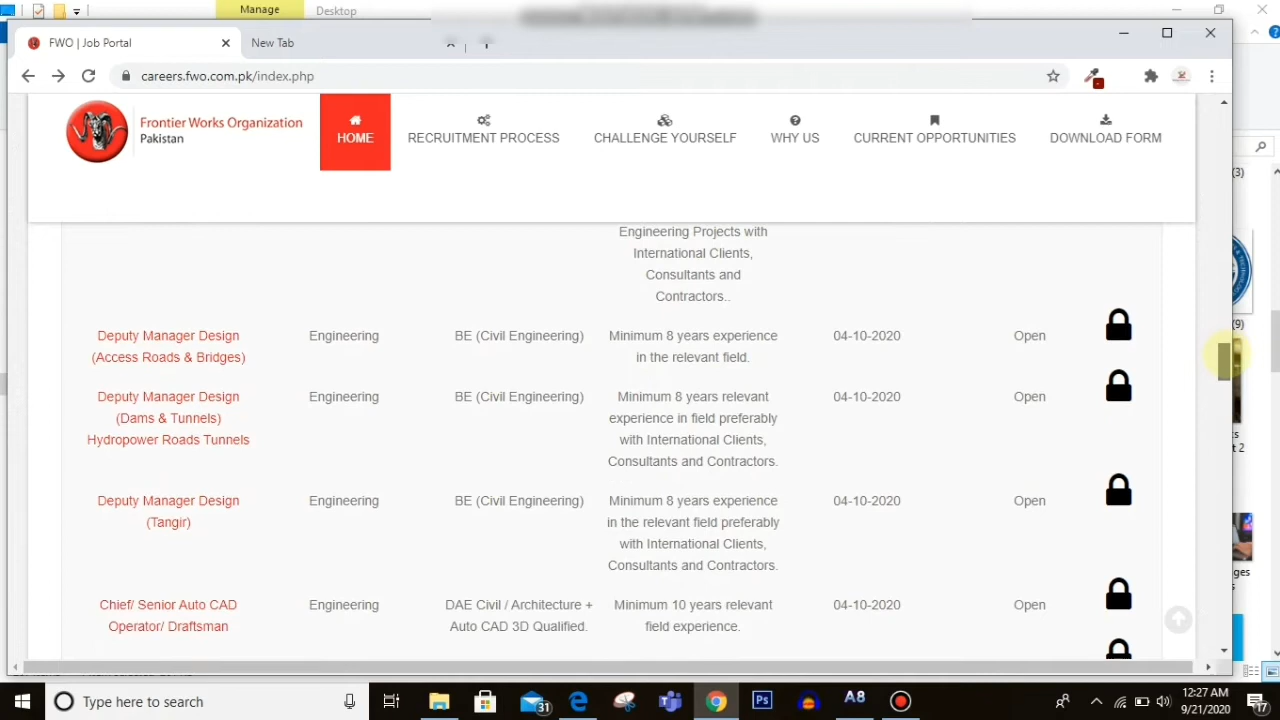 Manage
Desktop
FWO | Job Portal
New Tab
careers.fwo.com.pk/index.php
Frontier Works Organization
Pakistan
HOME
RECRUITMENT PROCESS
CHALLENGE YOURSELF
WHY US
CURRENT OPPORTUNITIES
DOWNLOAD FORM
(3)
Engineering Projects with
International Clients,
Consultants and
Contractors..
(9)
Deputy Manager Design
(Access Roads & Bridges)
Engineering
BE (Civil Engineering)
Minimum 8 years experience
in the relevant field.
04-10-2020
Open
Deputy Manager Design
(Dams & Tunnels)
Hydropower Roads Tunnels
Engineering
BE (Civil Engineering)
Minimum 8 years relevant
experience in field preferably
with International Clients,
Consultants and Contractors.
04-10-2020
Open
Deputy Manager Design
(Tangir)
Engineering
BE (Civil Engineering)
Minimum 8 years experience
in the relevant field preferably
with International Clients,
Consultants and Contractors.
04-10-2020
Open
Chief/ Senior Auto CAD
Operator/ Draftsman
Engineering
DAE Civil / Architecture +
Auto CAD 3D Qualified.
Minimum 10 years relevant
field experience.
04-10-2020
Open
Type here to search
31
Ps
A8
12:27 AM
9/21/2020
17